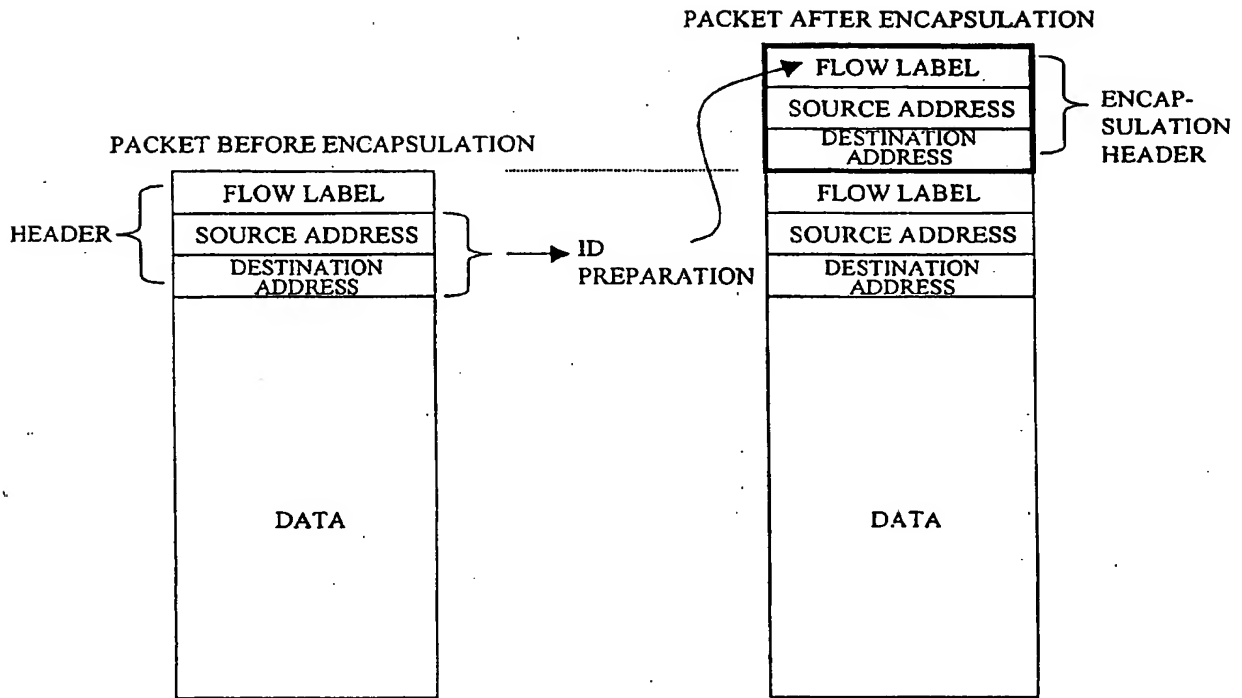 PACKET AFTER ENCAPSULATION
FLOW LABEL
SOURCE ADDRESS
DESTINATION
ADDRESS
ENCAP-
SULATION
HEADER
PACKET BEFORE ENCAPSULATION
FLOW LABEL
SOURCE ADDRESS
DESTINATION
ADDRESS
HEADER
ID
PREPARATION
FLOW LABEL
SOURCE ADDRESS
DESTINATION
ADDRESS
DATA
DATA